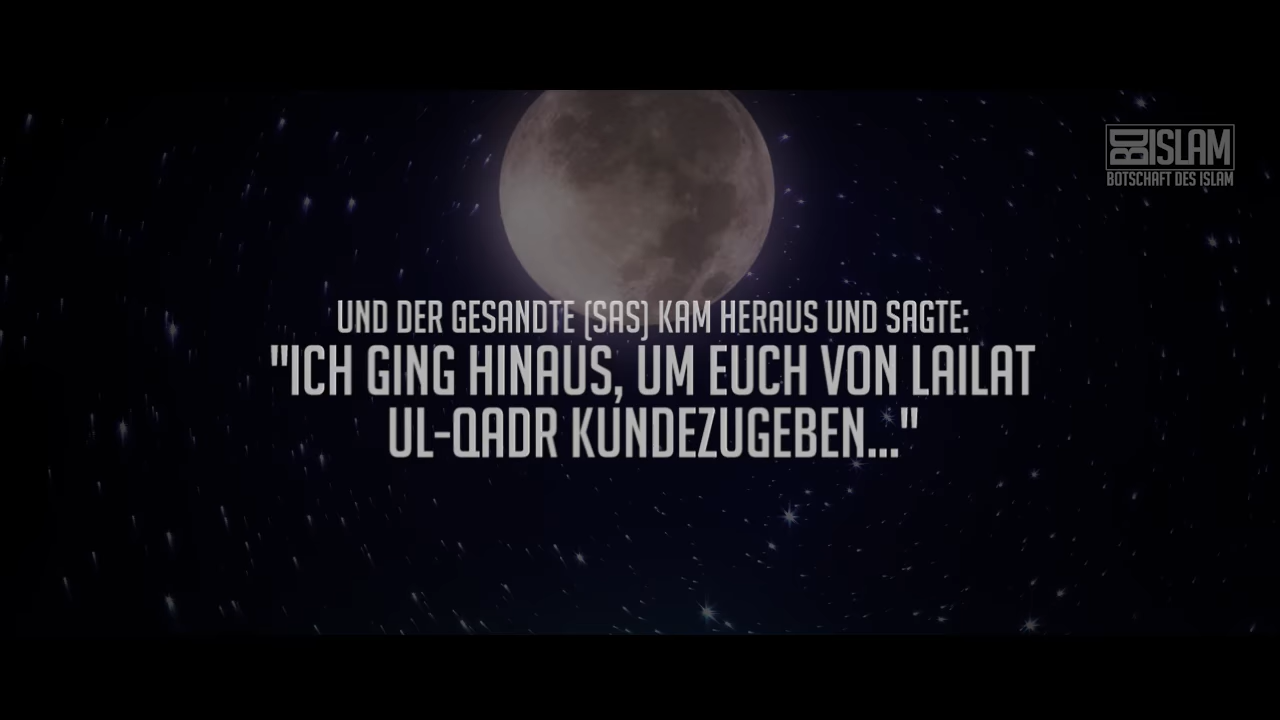 BDISLAM
BOTSCHAFT DES ISLAM
UND DER GESANDTE (SAS) KAM HERAUS UND SAGTE:
"ICH GING HINAUS, UM EUCH VON LAILAT
UL-QADR KUNDEZUGEBEN..."